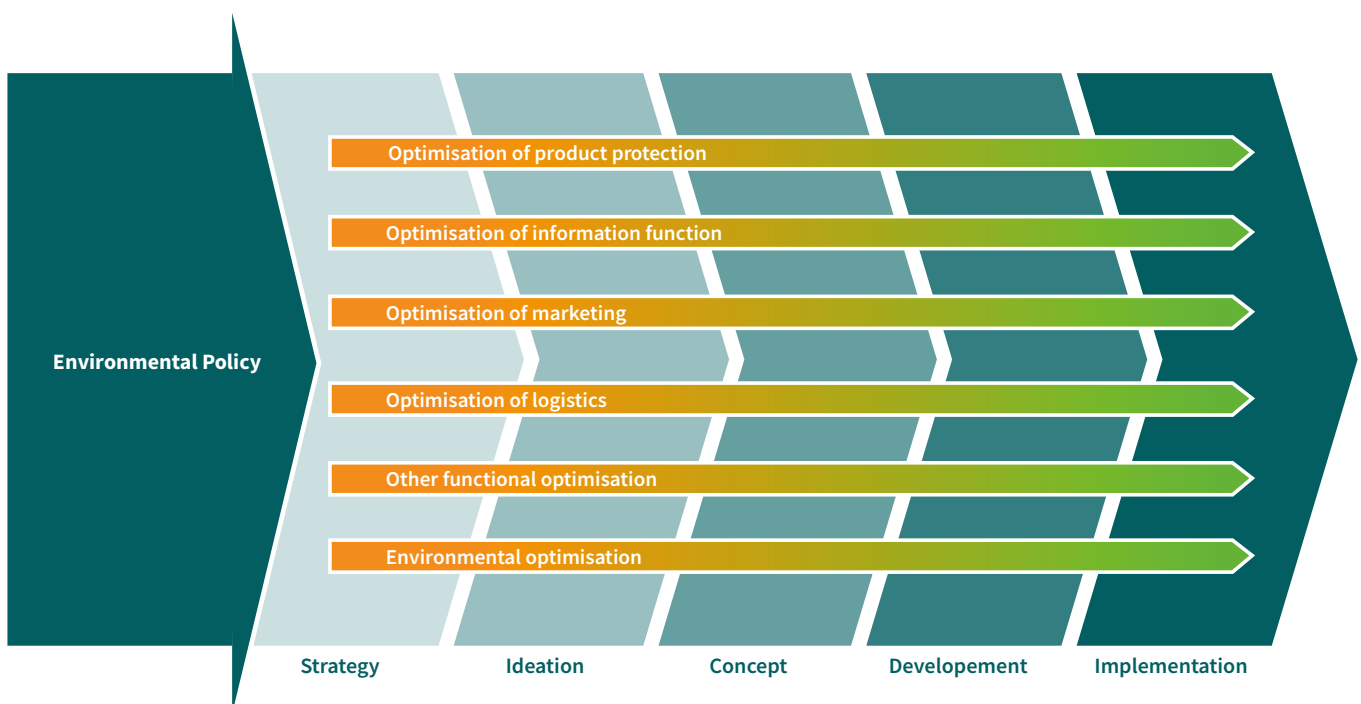 Optimisation of product protection
Optimisation of information function
Optimisation of marketing
Environmental Policy
Optimisation of logistics
Other functional optimisation
Environmental optimisation
Strategy
Ideation
Concept
Developement
Implementation